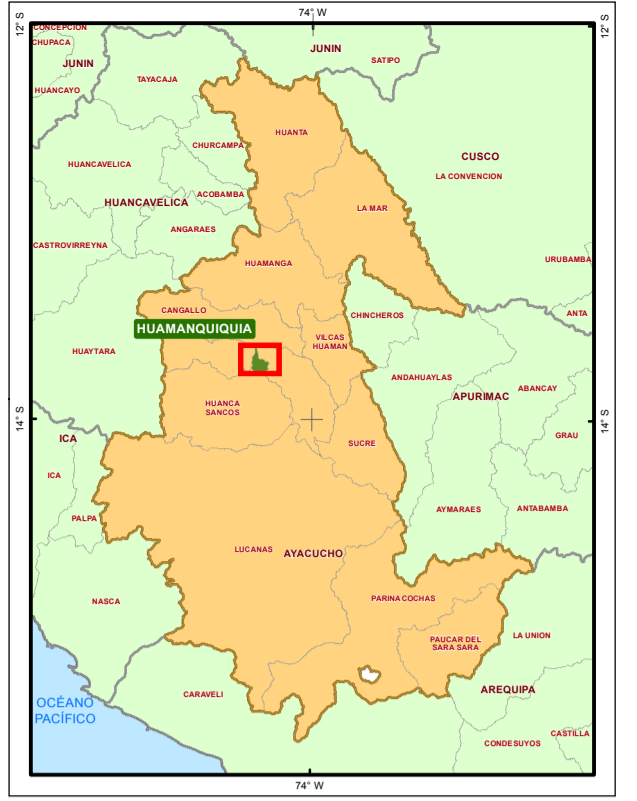 74° W
12° S
12° S
CONCEPCION
CHUPACA
JUNIN
JUNIN
SATIPO
TAYACAJA
HUANCAYO
HUANTA
CHURCAMPA
CUSCO
HUANCAVELICA
LA CONVENCION
ACOBAMBA
HUANCAVELICA
LA MAR
ANGARAES
CASTROVIRREYNA
URUBAMBA
HUAMANGA
CANGALLO
CHINCHEROS
ANTA
HUAMANQUIQUIA
VILCAS
HUAMAN
HUAYTARA
ANDAHUAYLAS
ABANCAY
APURIMAC
HUANCA
SANCOS
14° S
14° S
ICA
SUCRE
GRAU
ICA
PALPA
AYMARAES
ANTABAMBA
LUCANAS
AYACUCHO
NASCA
PARINACOCHAS
PAUCAR DEL
SARA SARA
LA UNION
CARAVELI
AREQUIPA
OCÉANO
PACÍFICO
CASTILLA
CONDESUYOS
74° W